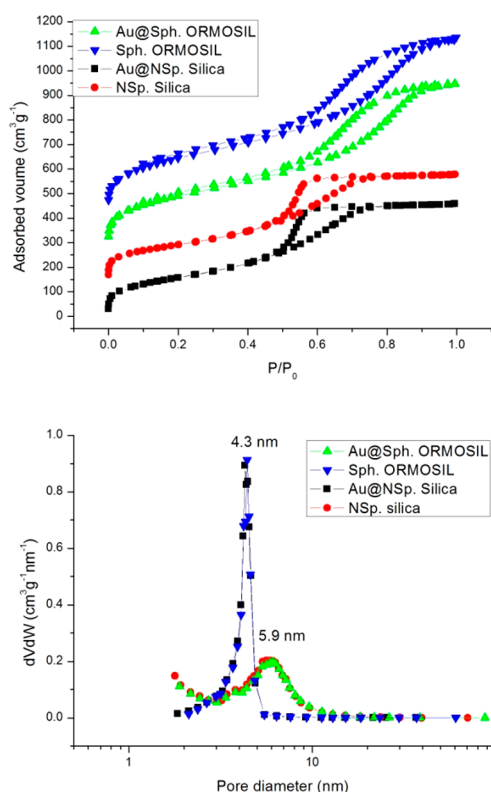 1200
1100
1000
900
800
700
600
500
400
300
200
100
0
Adsorbed voume (cm³g⁻¹)
Au@Sph. ORMOSIL
Sph. ORMOSIL
Au@NSp. Silica
NSp. Silica
0.0 0.2 0.4 0.6 0.8 1.0
P/P₀
4.3 nm
1.0
0.8
0.6
0.4
0.2
0.0
dVdW (cm³g⁻¹nm⁻¹)
Au@Sph. ORMOSIL
Sph. ORMOSIL
Au@NSp. Silica
NSp. silica
5.9 nm
1 10
Pore diameter (nm)